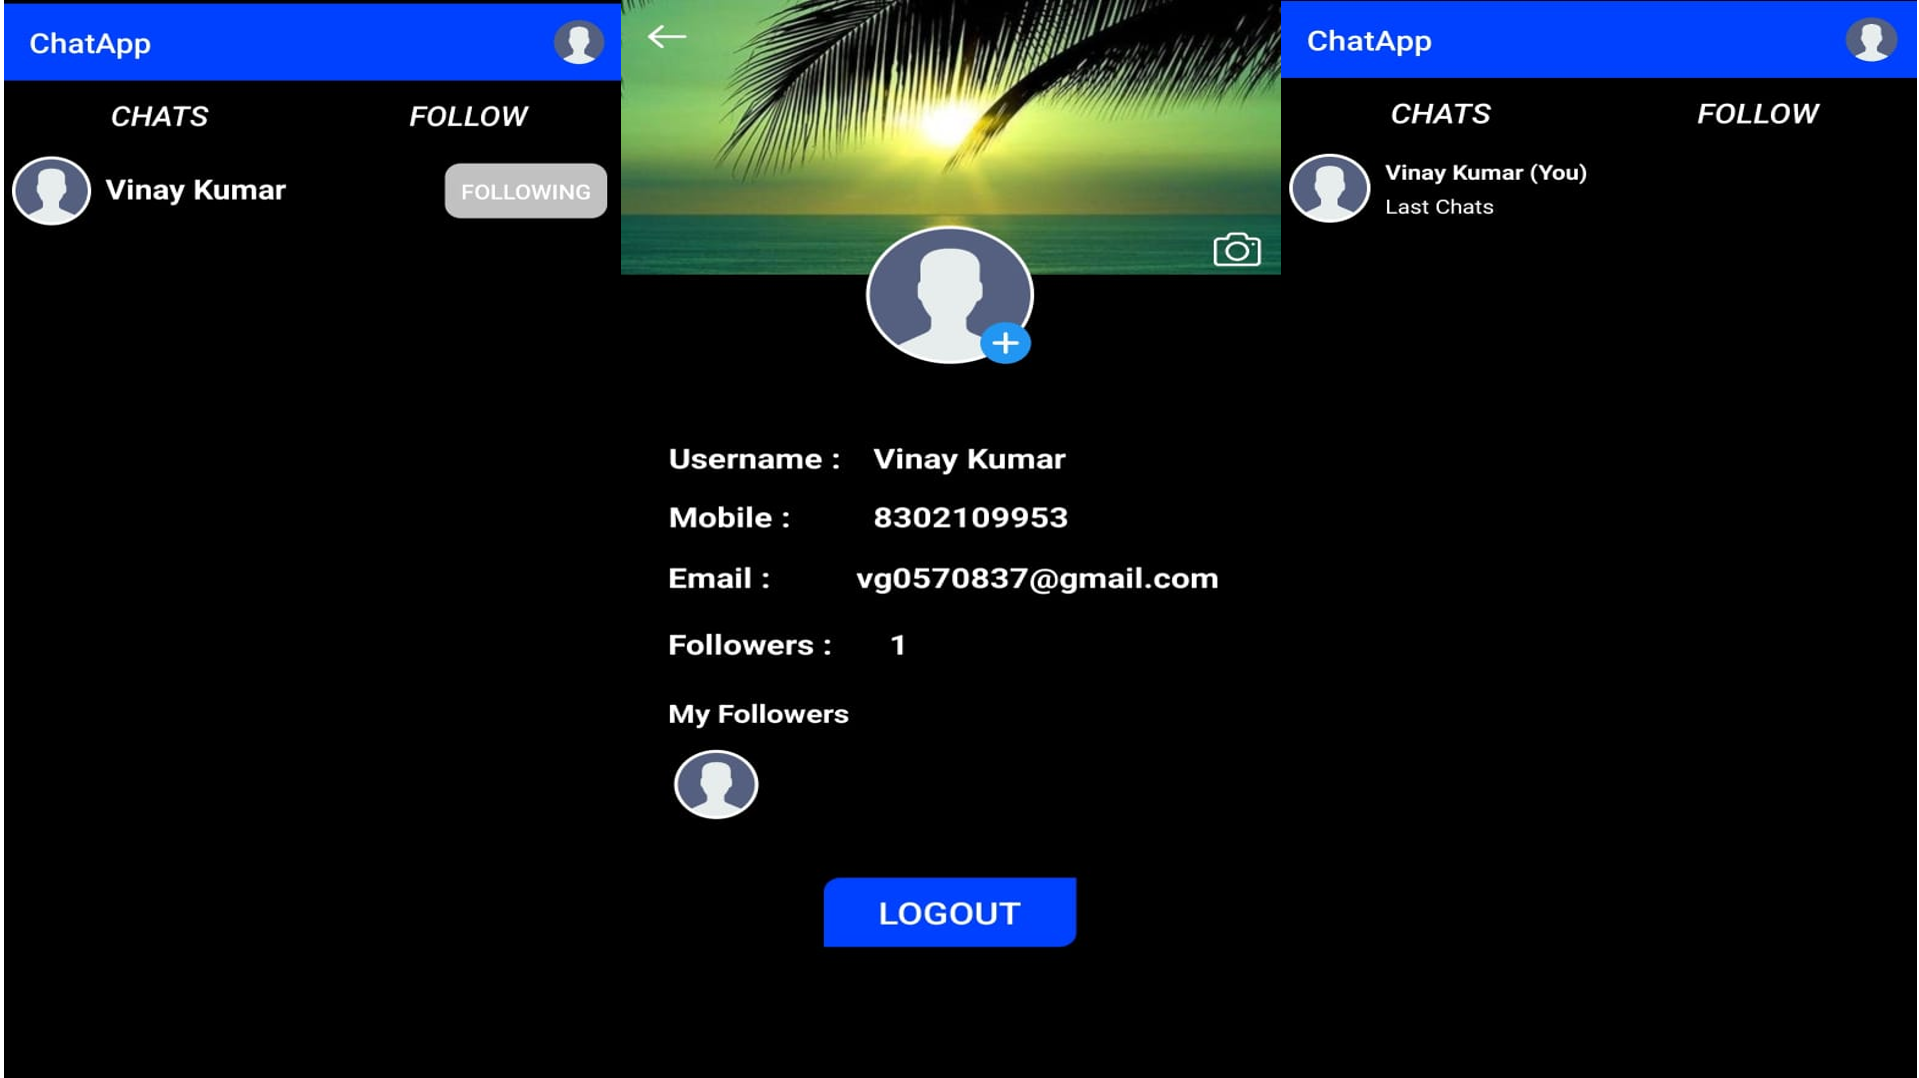 ChatApp
CHATS FOLLOW
Vinay Kumar FOLLOWING
Username : Vinay Kumar
Mobile : 8302109953
Email : vg0570837@gmail.com
Followers : 1
My Followers
LOGOUT
ChatApp
CHATS FOLLOW
Vinay Kumar (You)
Last Chats